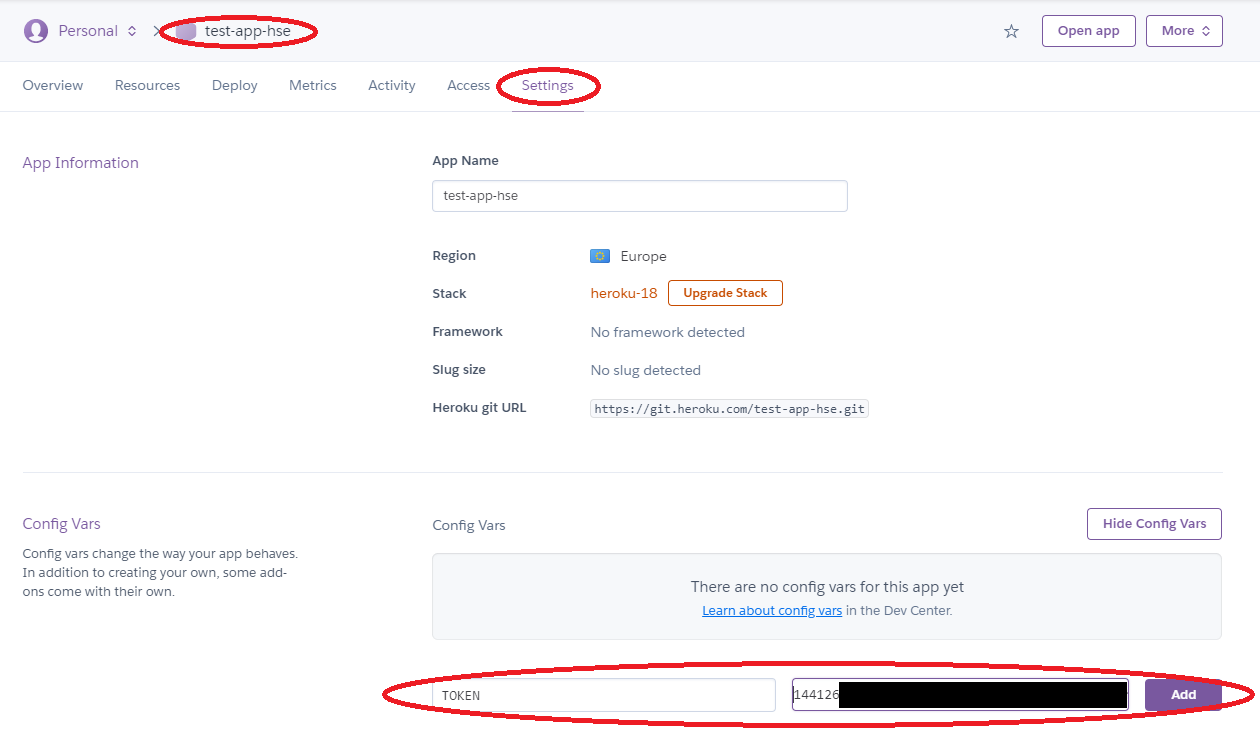 Personal test-app-hse Open app More
Overview Resources Deploy Metrics Activity Access Settings
App Information
App Name
test-app-hse
Region Europe
Stack heroku-18 Upgrade Stack
Framework No framework detected
Slug size No slug detected
Heroku git URL https://git.heroku.com/test-app-hse.git
Config Vars
Config vars change the way your app behaves.
In addition to creating your own, some add-
ons come with their own.
Config Vars Hide Config Vars
There are no config vars for this app yet
Learn about config vars in the Dev Center.
TOKEN 144126 Add